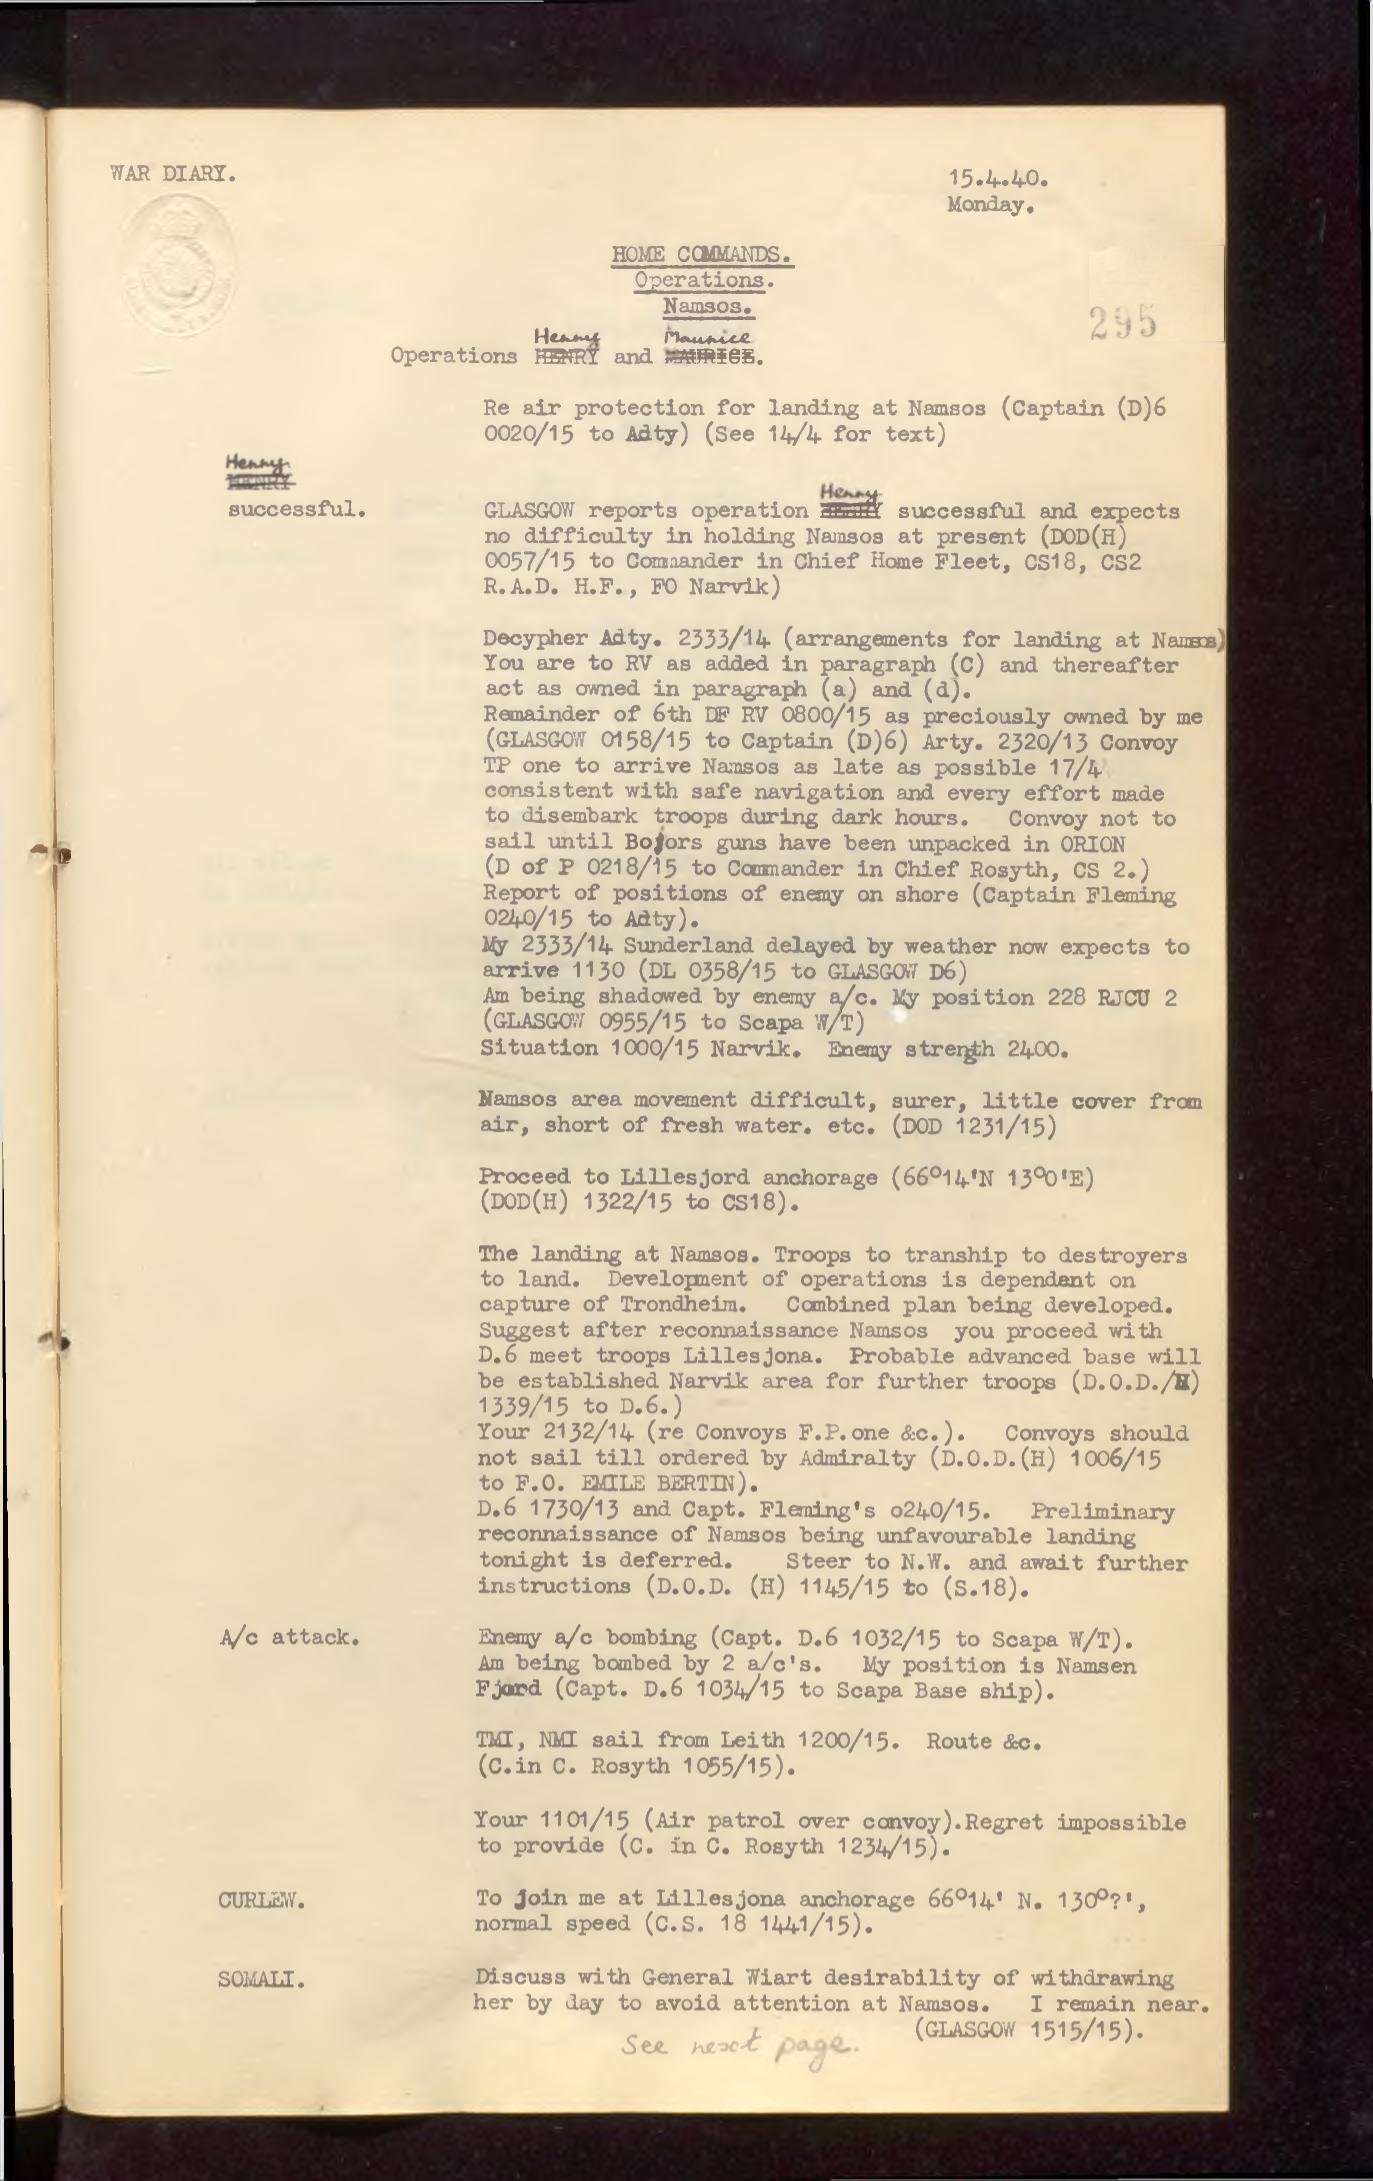 WAR DIARY.
15.4.40.
Monday.
HOME COMMANDS.
Operations.
Namsos.
295
Henny Maunice
Operations HENRY and MAURICE.
Re air protection for landing at Namsos (Captain (D)6
0020/15 to Adty) (See 14/4 for text)
Henny
HENRY
successful.
Henny
GLASGOW reports operation HENRY successful and expects
no difficulty in holding Namsos at present (DOD(H)
0057/15 to Commander in Chief Home Fleet, CS18, CS2
R.A.D. H.F., FO Narvik)
Decypher Adty. 2333/14 (arrangements for landing at Namsos)
You are to RV as added in paragraph (C) and thereafter
act as owned in paragraph (a) and (d).
Remainder of 6th DF RV 0800/15 as preciously owned by me
(GLASGOW 0158/15 to Captain (D)6) Arty. 2320/13 Convoy
TP one to arrive Namsos as late as possible 17/4
consistent with safe navigation and every effort made
to disembark troops during dark hours. Convoy not to
sail until Bofors guns have been unpacked in ORION
(D of P 0218/15 to Commander in Chief Rosyth, CS 2.)
Report of positions of enemy on shore (Captain Fleming
0240/15 to Adty).
My 2333/14 Sunderland delayed by weather now expects to
arrive 1130 (DL 0358/15 to GLASGOW D6)
Am being shadowed by enemy a/c. My position 228 RJCU 2
(GLASGOW 0955/15 to Scapa W/T)
Situation 1000/15 Narvik. Enemy strength 2400.
Namsos area movement difficult, surer, little cover from
air, short of fresh water. etc. (DOD 1231/15)
Proceed to Lillesjord anchorage (66°14'N 13°0'E)
(DOD(H) 1322/15 to CS18).
The landing at Namsos. Troops to tranship to destroyers
to land. Development of operations is dependent on
capture of Trondheim. Combined plan being developed.
Suggest after reconnaissance Namsos you proceed with
D.6 meet troops Lillesjona. Probable advanced base will
be established Narvik area for further troops (D.O.D./H)
1339/15 to D.6.)
Your 2132/14 (re Convoys F.P.one &c.). Convoys should
not sail till ordered by Admiralty (D.O.D.(H) 1006/15
to F.O. EMILE BERTIN).
D.6 1730/13 and Capt. Fleming's o240/15. Preliminary
reconnaissance of Namsos being unfavourable landing
tonight is deferred. Steer to N.W. and await further
instructions (D.O.D. (H) 1145/15 to (S.18).
A/c attack. Enemy a/c bombing (Capt. D.6 1032/15 to Scapa W/T).
Am being bombed by 2 a/c's. My position is Namsen
Fjord (Capt. D.6 1034/15 to Scapa Base ship).
TMI, NMI sail from Leith 1200/15. Route &c.
(C.in C. Rosyth 1055/15).
Your 1101/15 (Air patrol over convoy).Regret impossible
to provide (C. in C. Rosyth 1234/15).
CURLEW. To join me at Lillesjona anchorage 66°14' N. 130°?',
normal speed (C.S. 18 1441/15).
SOMALI. Discuss with General Wiart desirability of withdrawing
her by day to avoid attention at Namsos. I remain near.
(GLASGOW 1515/15).
See next page.